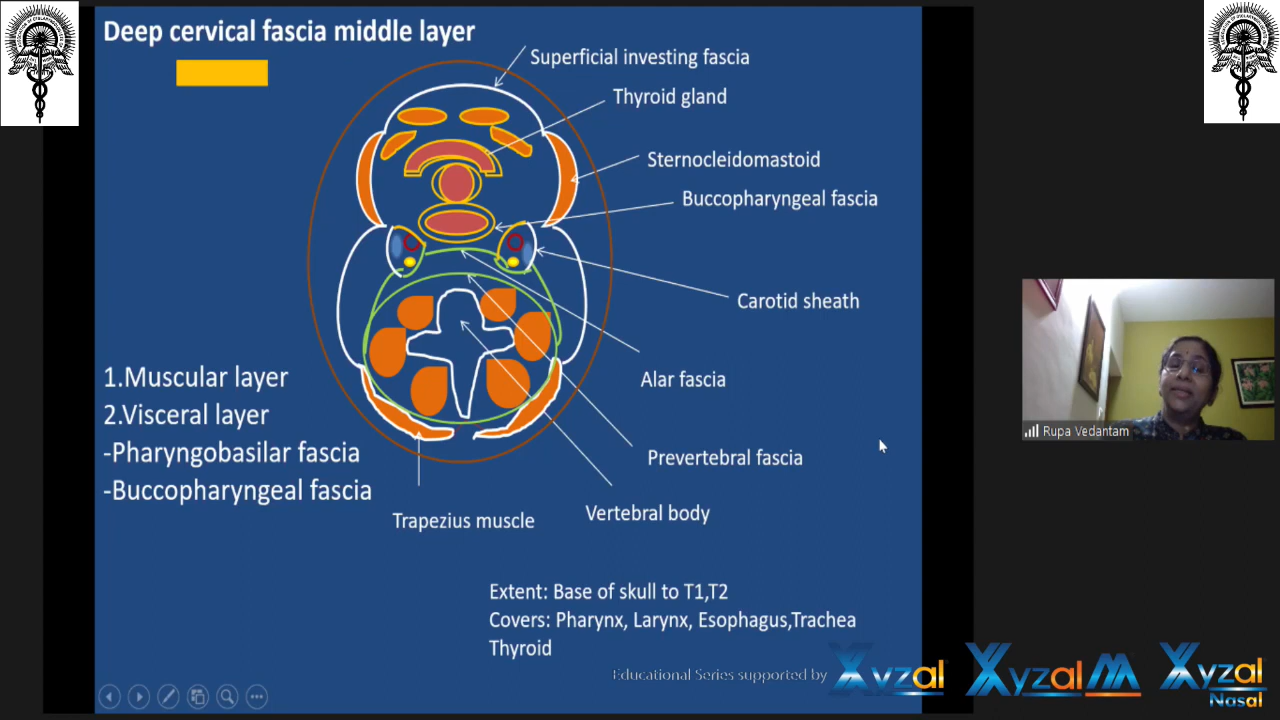 Deep cervical fascia middle layer
Superficial investing fascia
Thyroid gland
Sternocleidomastoid
Buccopharyngeal fascia
Carotid sheath
1.Muscular layer
2.Visceral layer
-Pharyngobasilar fascia
-Buccopharyngeal fascia
Alar fascia
Prevertebral fascia
Vertebral body
Trapezius muscle
Rupa Vedantam
Extent: Base of skull to T1,T2
Covers: Pharynx, Larynx, Esophagus,Trachea
Thyroid
Educational Series supported by
Xyzal
Xyzal M
Xyzal
Nasal